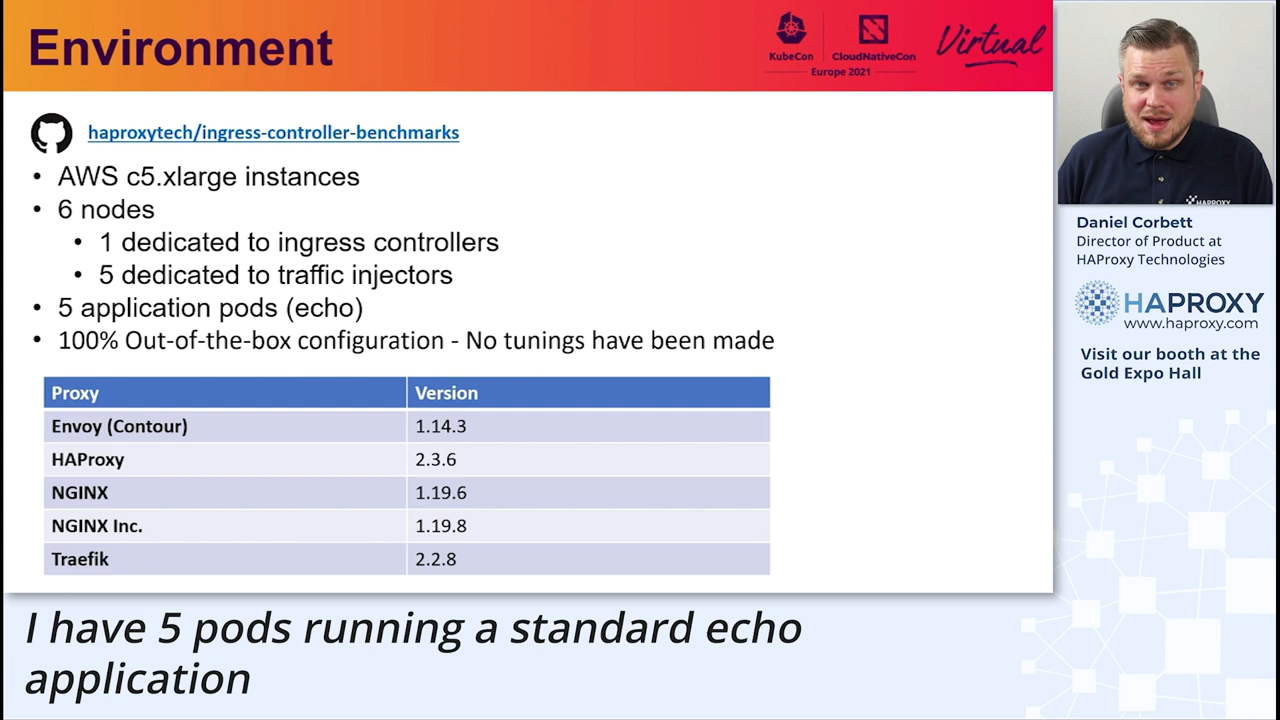 Environment
KubeCon
CloudNativeCon
Europe 2021
Virtual
haproxytech/ingress-controller-benchmarks
• AWS c5.xlarge instances
• 6 nodes
• 1 dedicated to ingress controllers
• 5 dedicated to traffic injectors
• 5 application pods (echo)
• 100% Out-of-the-box configuration - No tunings have been made
Proxy Version
Envoy (Contour) 1.14.3
HAProxy 2.3.6
NGINX 1.19.6
NGINX Inc. 1.19.8
Traefik 2.2.8
HAPROXY
Daniel Corbett
Director of Product at
HAProxy Technologies
HAPROXY
www.haproxy.com
Visit our booth at the
Gold Expo Hall
I have 5 pods running a standard echo
application